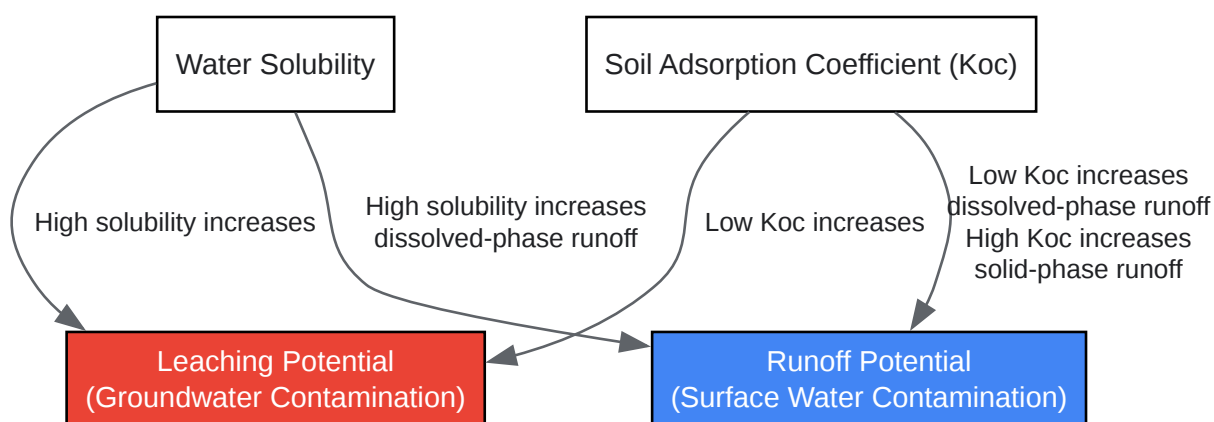 Water Solubility
Soil Adsorption Coefficient (Koc)
High solubility increases
High solubility increases
dissolved-phase runoff
Low Koc increases
Low Koc increases
dissolved-phase runoff
High Koc increases
solid-phase runoff
Leaching Potential
(Groundwater Contamination)
Runoff Potential
(Surface Water Contamination)